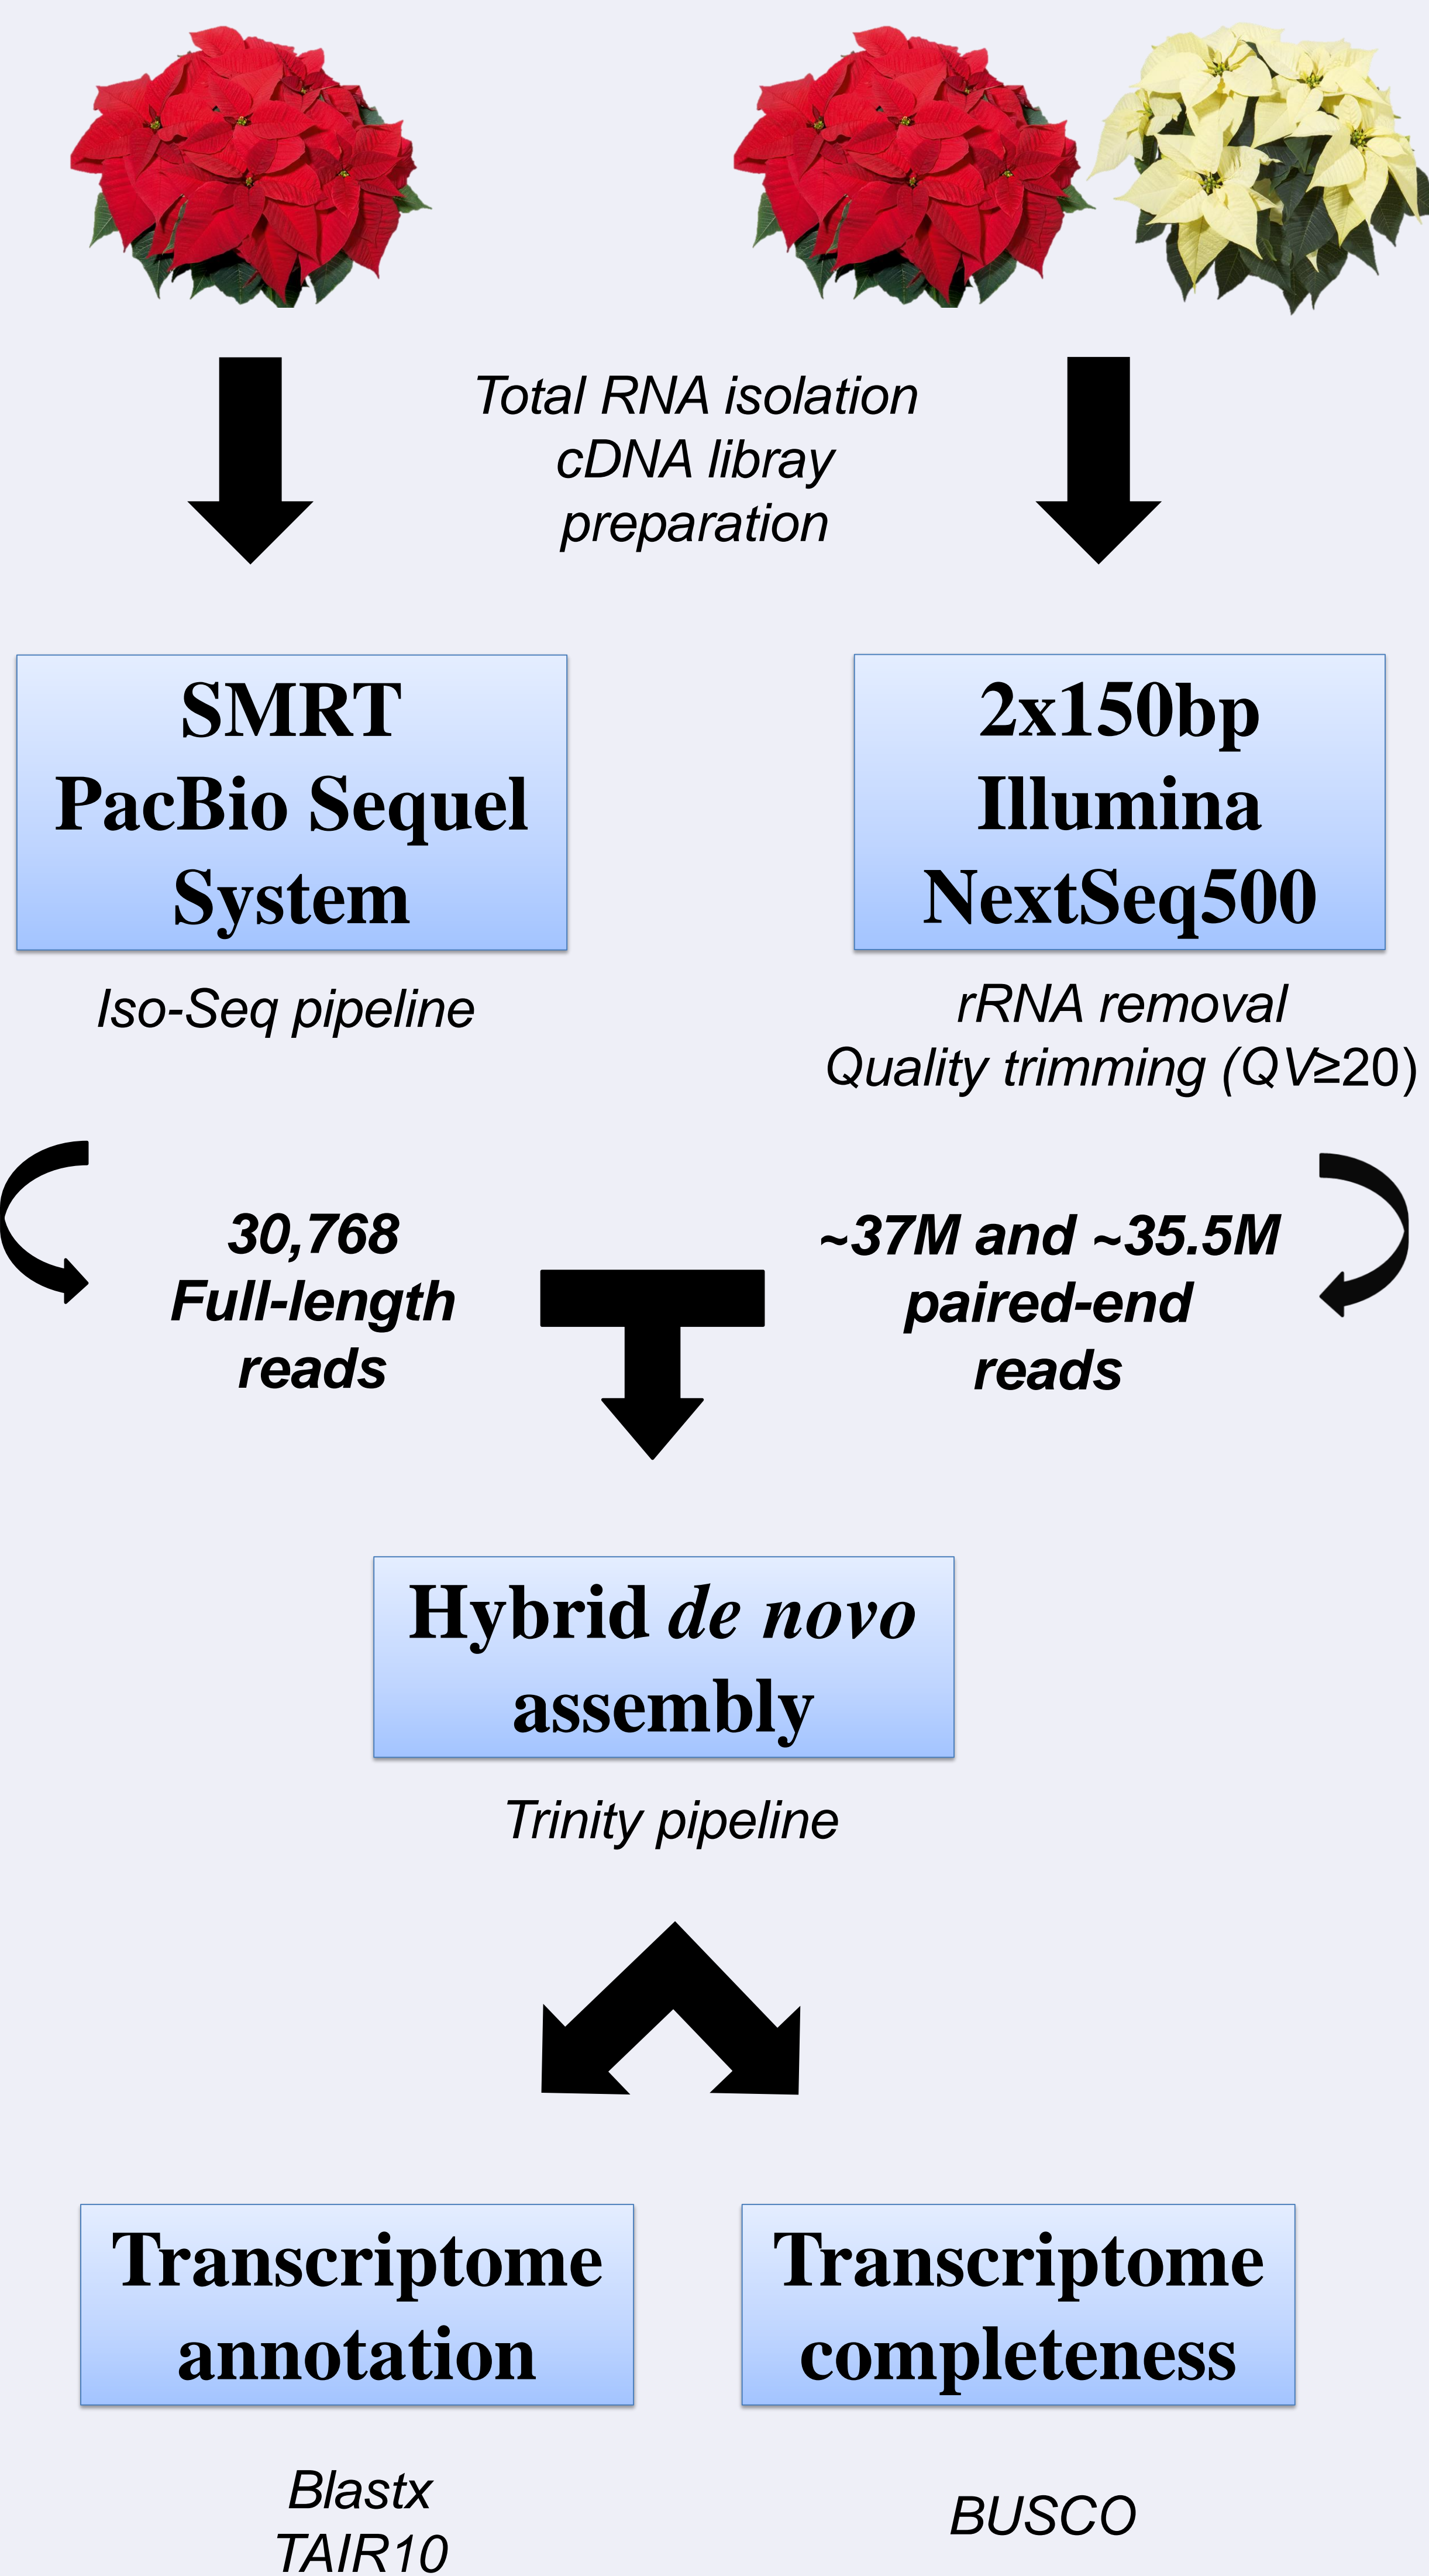 Total RNA isolation
cDNA libray
preparation
SMRT
PacBio Sequel
System
2x150bp
Illumina
NextSeq500
Iso-Seq pipeline
rRNA removal
Quality trimming (QV≥20)
30,768
Full-length
reads
~37M and ~35.5M
paired-end
reads
Hybrid de novo
assembly
Trinity pipeline
Transcriptome
annotation
Transcriptome
completeness
Blastx
TAIR10
BUSCO